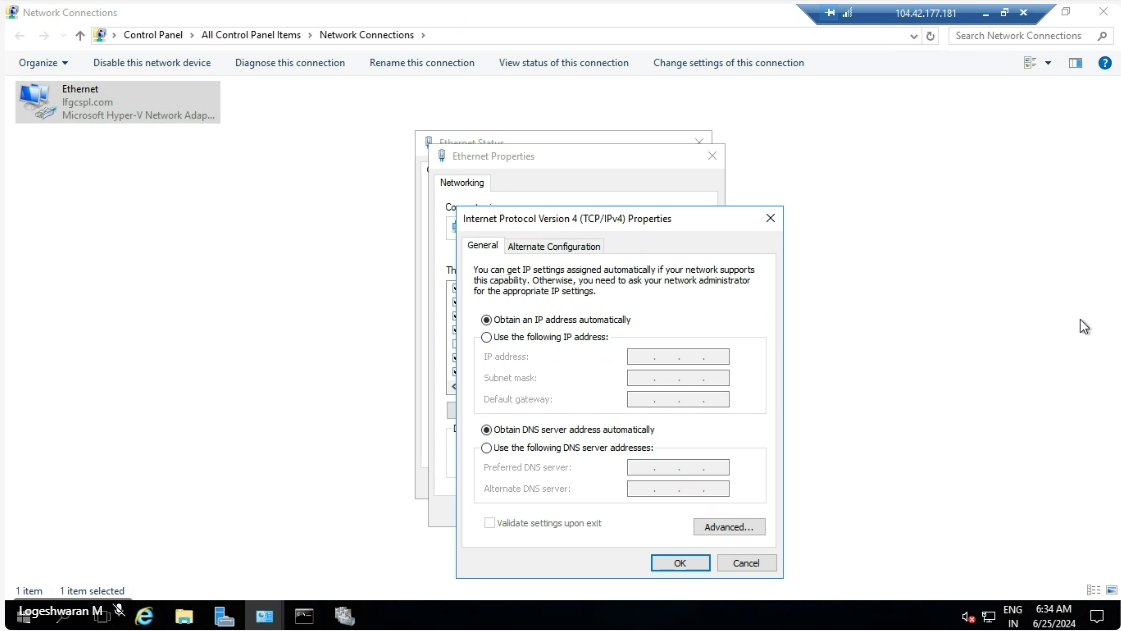 Network Connections
104.42.177.181
Control Panel > All Control Panel Items > Network Connections >
Search Network Connections
Organize
Disable this network device
Diagnose this connection
Rename this connection
View status of this connection
Change settings of this connection
Ethernet
lfgcspl.com
Microsoft Hyper-V Network Adap...
Ethernet Status
Ethernet Properties
Networking
Internet Protocol Version 4 (TCP/IPv4) Properties
General
Alternate Configuration
You can get IP settings assigned automatically if your network supports
this capability. Otherwise, you need to ask your network administrator
for the appropriate IP settings.
Obtain an IP address automatically
Use the following IP address:
IP address:
Subnet mask:
Default gateway:
Obtain DNS server address automatically
Use the following DNS server addresses:
Preferred DNS server:
Alternate DNS server:
Validate settings upon exit
Advanced...
OK
Cancel
1 item
1 item selected
Logeshwaran M
ENG
IN
6:34 AM
6/25/2024